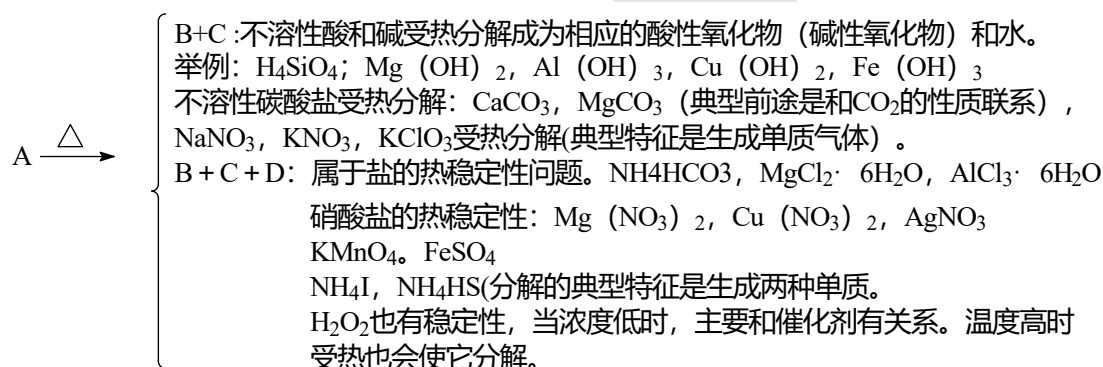 B+C :不溶性酸和碱受热分解成为相应的酸性氧化物（碱性氧化物）和水。
举例：H₄SiO₄；Mg（OH）₂，Al（OH）₃，Cu（OH）₂，Fe（OH）₃
不溶性碳酸盐受热分解：CaCO₃，MgCO₃（典型前途是和CO₂的性质联系），
NaNO₃，KNO₃，KClO₃受热分解(典型特征是生成单质气体）。
A △
B + C + D：属于盐的热稳定性问题。NH4HCO3，MgCl₂· 6H₂O，AlCl₃· 6H₂O
硝酸盐的热稳定性：Mg（NO₃）₂，Cu（NO₃）₂，AgNO₃
KMnO₄。FeSO₄
NH₄I，NH₄HS(分解的典型特征是生成两种单质。
H₂O₂也有稳定性，当浓度低时，主要和催化剂有关系。温度高时
受热也会使它分解。